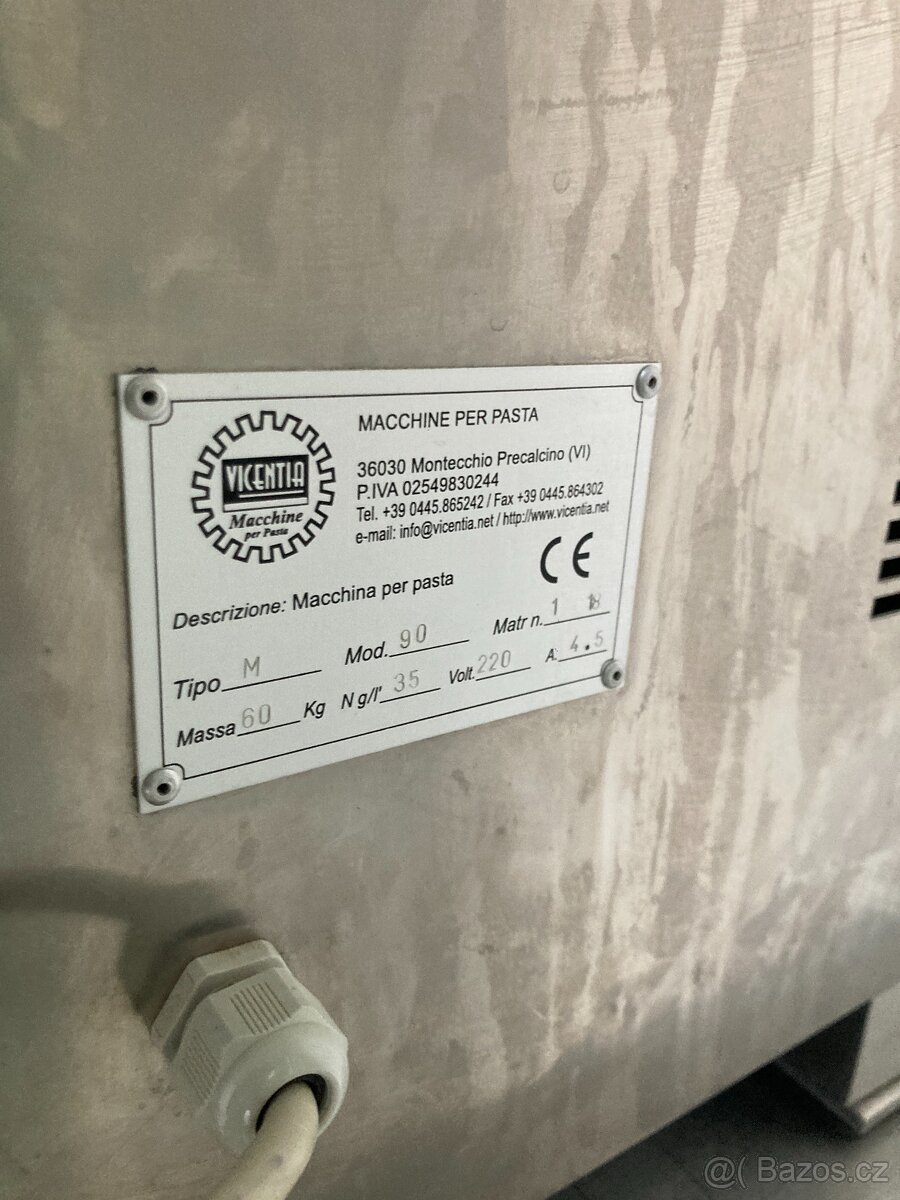 VICENTIA
Macchine
per Pasta
MACCHINE PER PASTA
36030 Montecchio Precalcino (VI)
P.IVA 02549830244
Tel. +39 0445.865242 / Fax +39 0445.864302
e-mail: info@vicentia.net / http://www.vicentia.net
CE
Descrizione: Macchina per pasta
Tipo M Mod. 90 Matr n. 1
Massa 60 Kg N g/l' 35 Volt. 220 A. 4.5
@( Bazos.cz